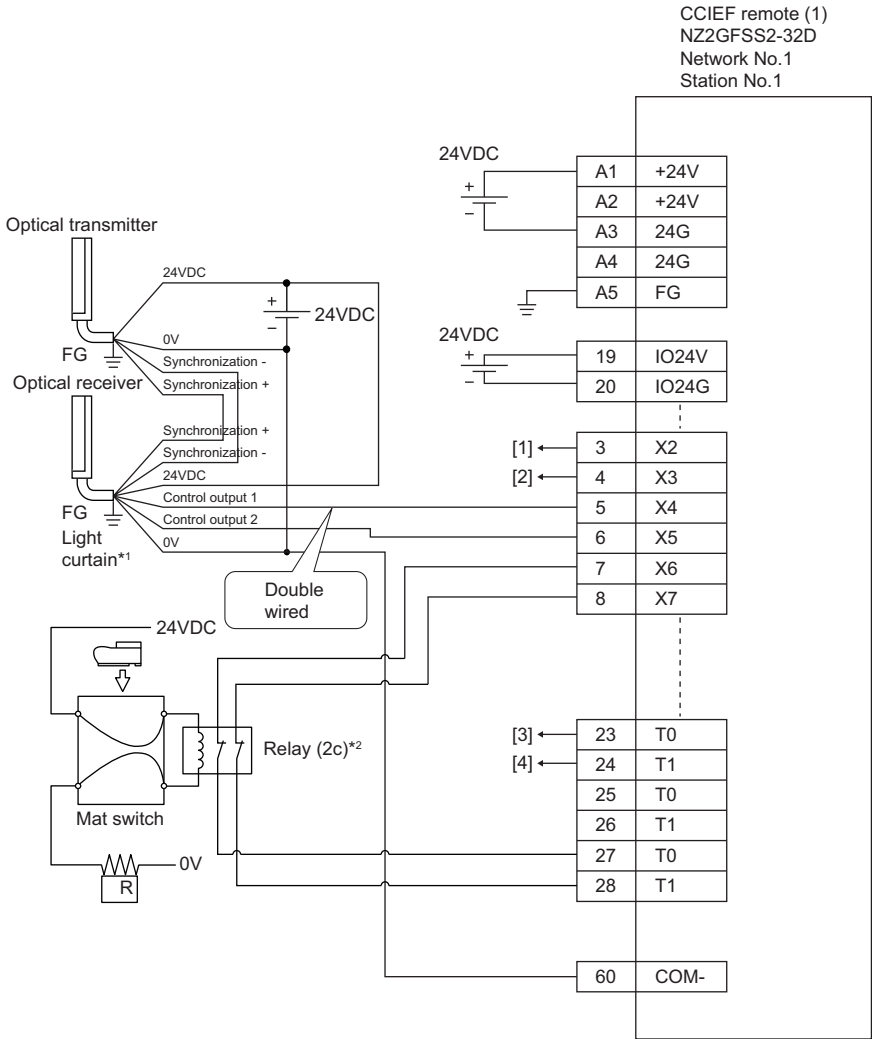 CCIEF remote (1)
NZ2GFSS2-32D
Network No.1
Station No.1
24VDC
+
−
A1 +24V
A2 +24V
A3 24G
A4 24G
A5 FG
24VDC
+
−
19 IO24V
20 IO24G
[1] 3 X2
[2] 4 X3
5 X4
6 X5
7 X6
8 X7
[3] 23 T0
[4] 24 T1
25 T0
26 T1
27 T0
28 T1
60 COM-
Optical transmitter
24VDC
+
−
24VDC
0V
FG
Synchronization -
Synchronization +
Optical receiver
Synchronization +
Synchronization -
24VDC
Control output 1
Control output 2
0V
FG
Light
curtain*1
Double
wired
24VDC
Relay (2c)*2
Mat switch
0V
R